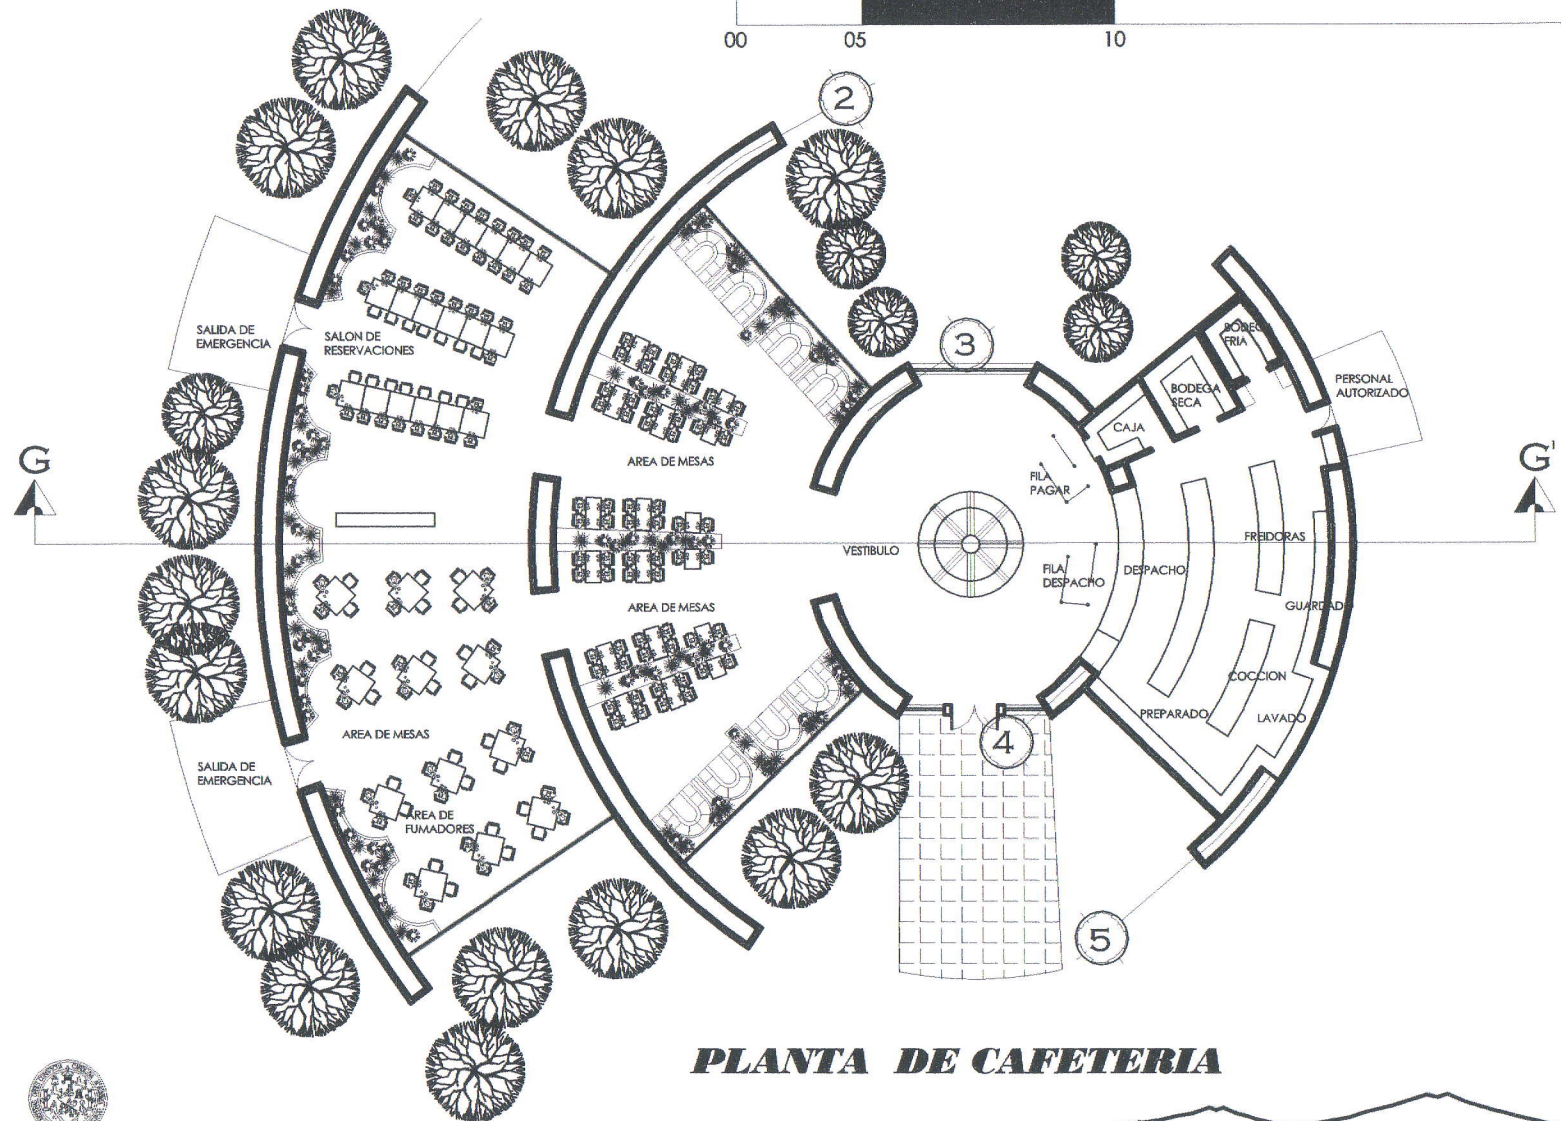 00 05 10
2
3
BODEGA
FRIA
SALIDA DE
EMERGENCIA
SALON DE
RESERVACIONES
PERSONAL
AUTORIZADO
BODEGA
SECA
CAJA
G
AREA DE MESAS
G'
FILA
PAGAR
FREIDORAS
VESTIBULO
FILA
DESPACHO
DESPACHO
AREA DE MESAS
GUARDADO
COCCION
PREPARADO
LAVADO
AREA DE MESAS
4
SALIDA DE
EMERGENCIA
AREA DE
FUMADORES
5
PLANTA DE CAFETERIA